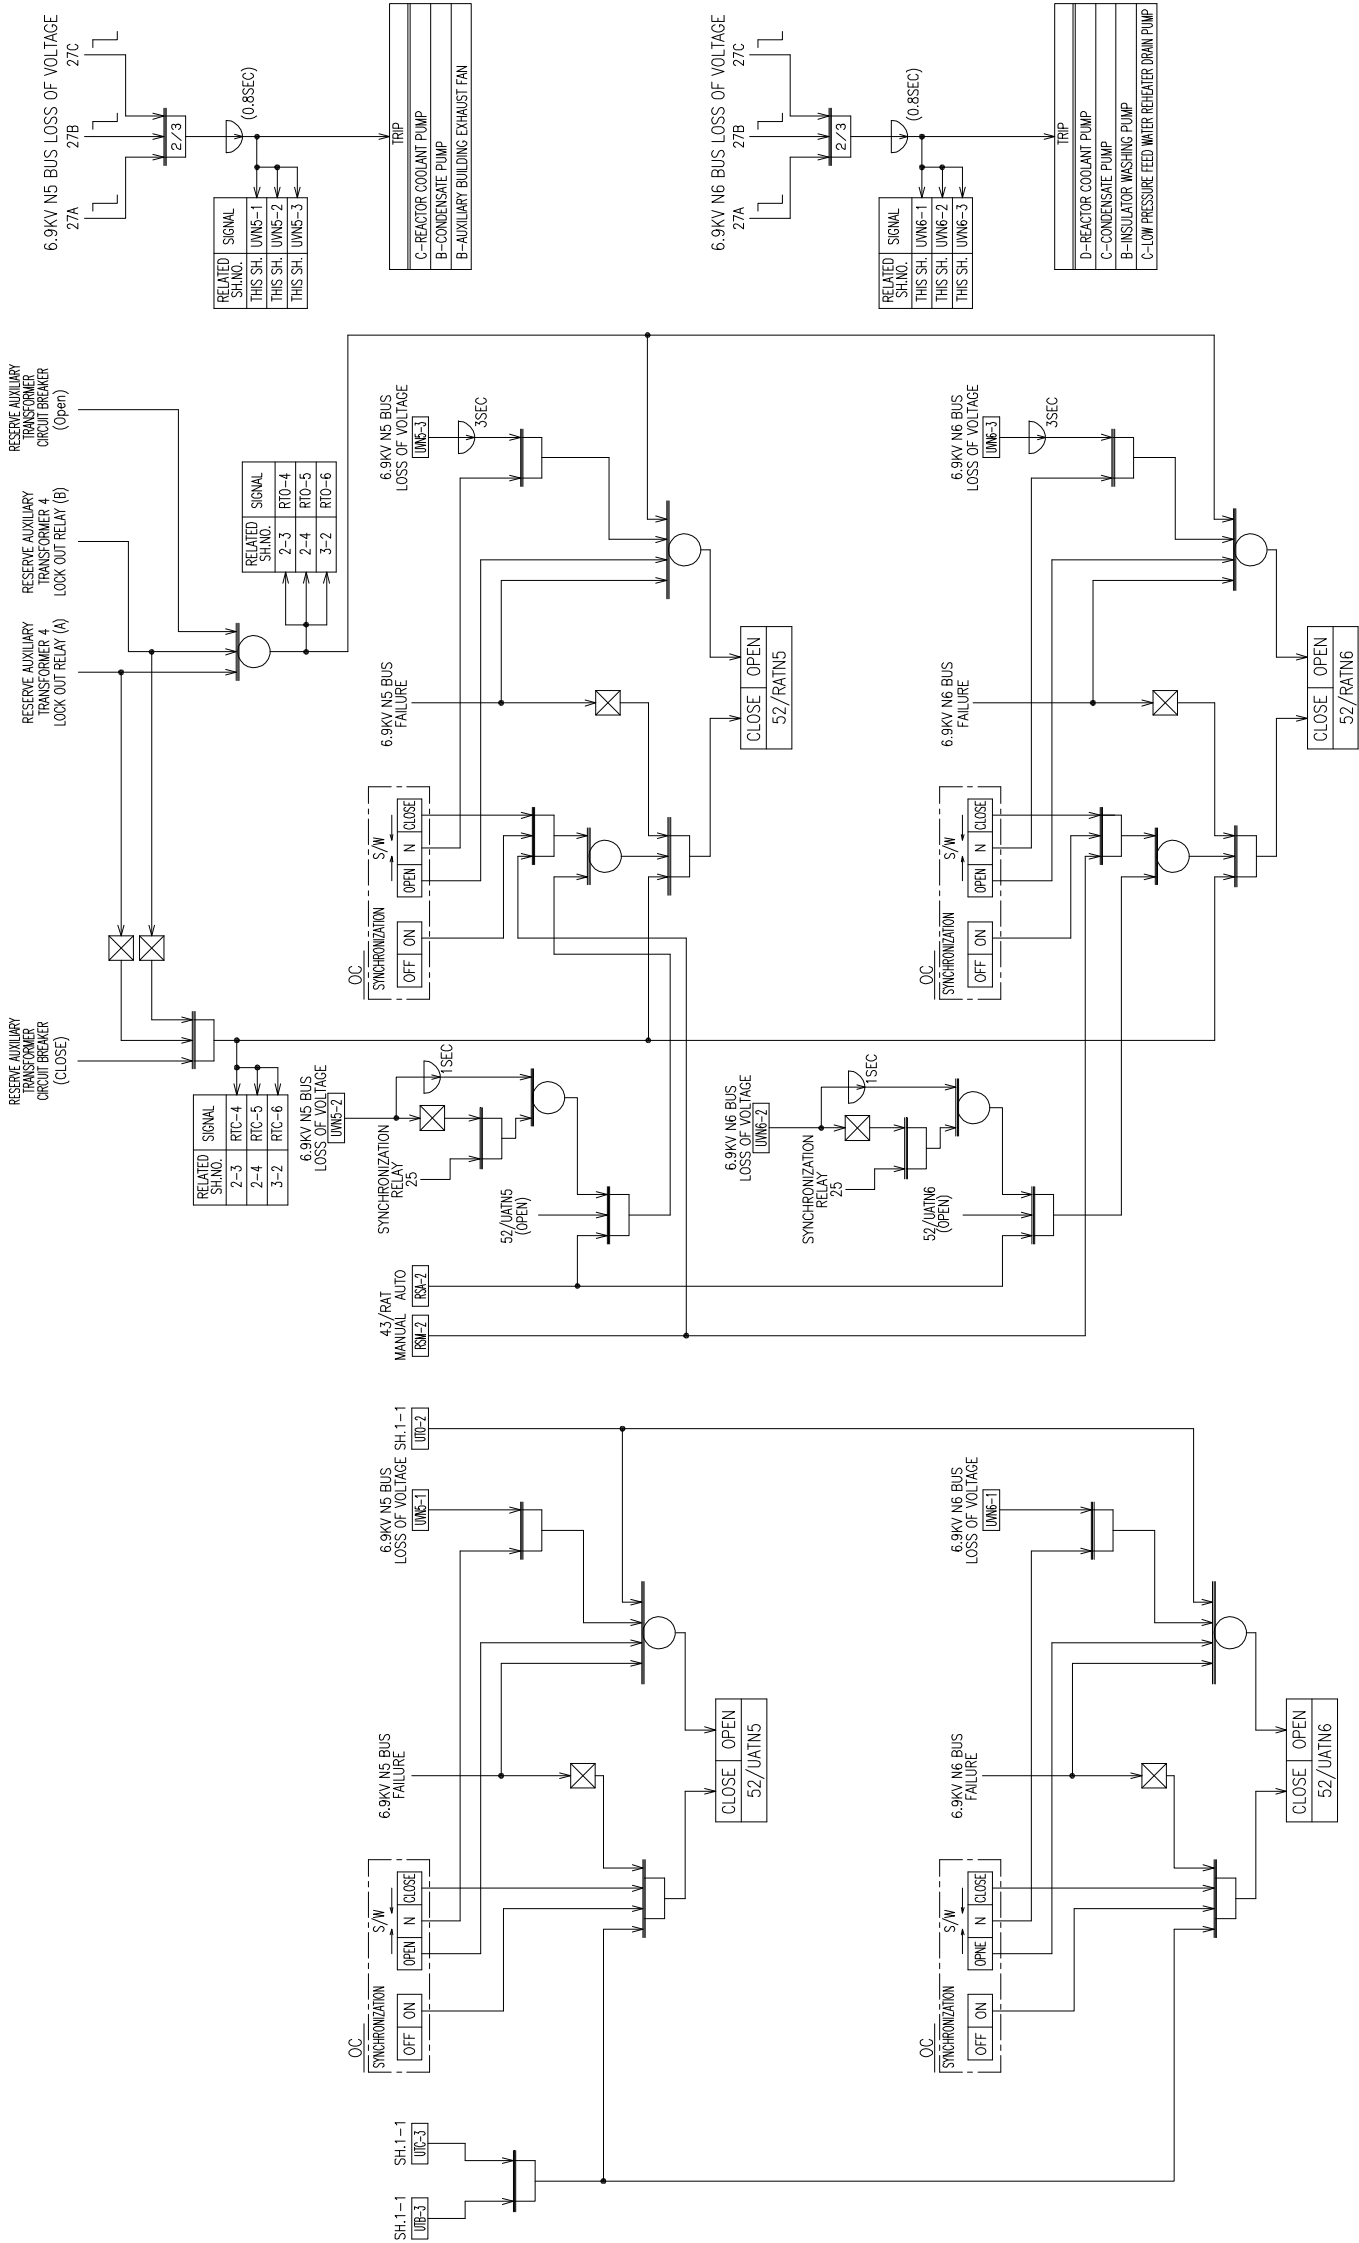 6.9KV N5 BUS LOSS OF VOLTAGE
27A
27B
27C
2/3
(0.8SEC)
RELATED
SH.NO.
SIGNAL
THIS SH.
UVN5-1
THIS SH.
UVN5-2
THIS SH.
UVN5-3
TRIP
C-REACTOR COOLANT PUMP
B-CONDENSATE PUMP
B-AUXILIARY BUILDING EXHAUST FAN
6.9KV N6 BUS LOSS OF VOLTAGE
27A
27B
27C
2/3
(0.8SEC)
RELATED
SH.NO.
SIGNAL
THIS SH.
UVN6-1
THIS SH.
UVN6-2
THIS SH.
UVN6-3
TRIP
D-REACTOR COOLANT PUMP
C-CONDENSATE PUMP
B-INSULATOR WASHING PUMP
C-LOW PRESSURE FEED WATER REHEATER DRAIN PUMP
RESERVE AUXILIARY
TRANSFORMER
CIRCUIT BREAKER
(CLOSE)
RESERVE AUXILIARY
TRANSFORMER 4
LOCK OUT RELAY (A)
RESERVE AUXILIARY
TRANSFORMER 4
LOCK OUT RELAY (B)
RESERVE AUXILIARY
TRANSFORMER
CIRCUIT BREAKER
(Open)
RELATED
SH.NO.
SIGNAL
2-3
RTC-4
2-4
RTC-5
3-2
RTC-6
RELATED
SH.NO.
SIGNAL
2-3
RTO-4
2-4
RTO-5
3-2
RTO-6
43/RAT
MANUAL
AUTO
RSM-2
RSA-2
6.9KV N5 BUS
LOSS OF VOLTAGE
UVN5-2
1SEC
SYNCHRONIZATION
RELAY
25
52/UATN5
(OPEN)
OC
SYNCHRONIZATION
S/W
OFF
ON
OPEN
N
CLOSE
6.9KV N5 BUS
FAILURE
6.9KV N5 BUS
LOSS OF VOLTAGE
UVN5-3
3SEC
CLOSE
OPEN
52/RATN5
6.9KV N6 BUS
LOSS OF VOLTAGE
UVN6-2
1SEC
SYNCHRONIZATION
RELAY
25
52/UATN6
(OPEN)
OC
SYNCHRONIZATION
S/W
OFF
ON
OPEN
N
CLOSE
6.9KV N6 BUS
FAILURE
6.9KV N6 BUS
LOSS OF VOLTAGE
UVN6-3
3SEC
CLOSE
OPEN
52/RATN6
SH.1-1
UTB-3
SH.1-1
UTC-3
OC
SYNCHRONIZATION
S/W
OFF
ON
OPEN
N
CLOSE
6.9KV N5 BUS
FAILURE
6.9KV N5 BUS
LOSS OF VOLTAGE
UVN5-1
SH.1-1
UTO-2
CLOSE
OPEN
52/UATN5
OC
SYNCHRONIZATION
S/W
OFF
ON
OPNE
N
CLOSE
6.9KV N6 BUS
FAILURE
6.9KV N6 BUS
LOSS OF VOLTAGE
UVN6-1
CLOSE
OPEN
52/UATN6